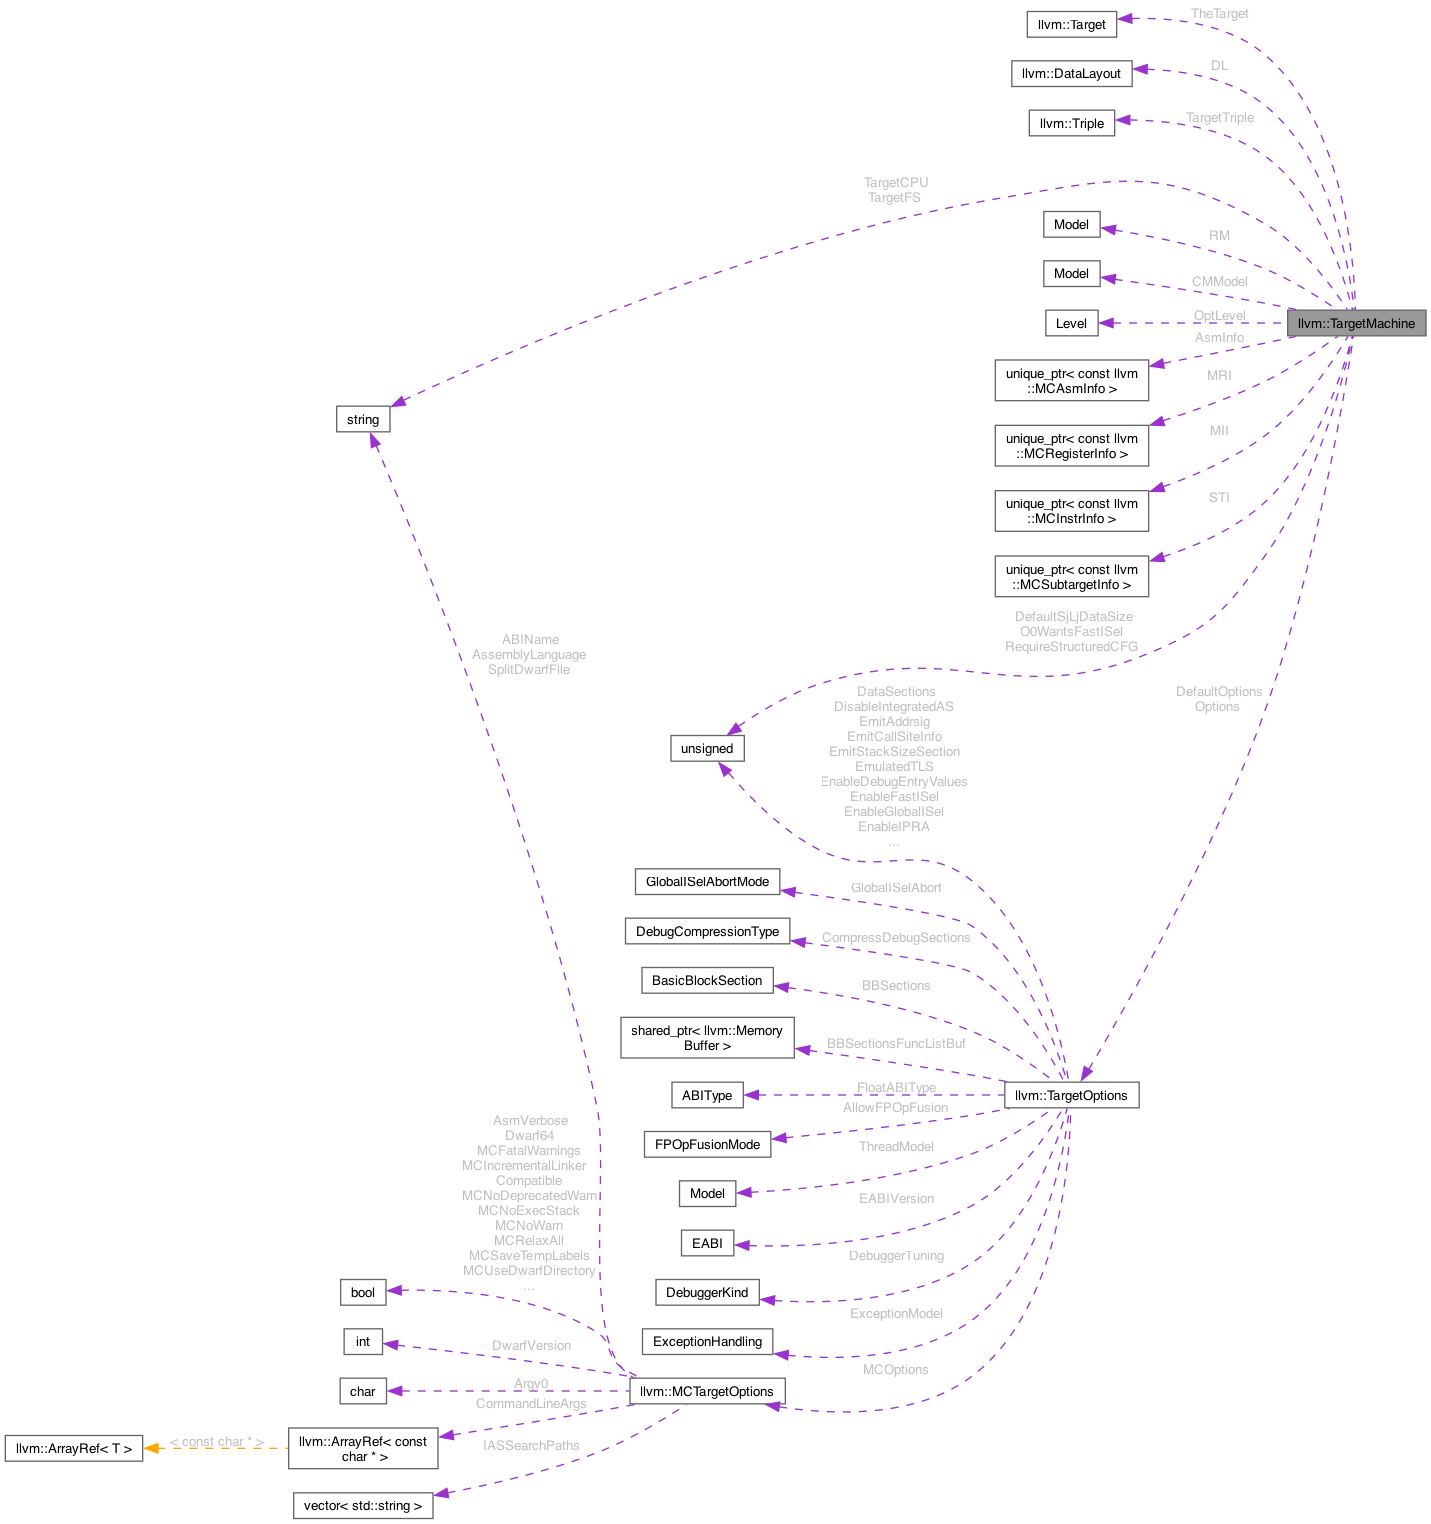 TheTarget
llvm::Target
DL
llvm::DataLayout
TargetTriple
llvm::Triple
TargetCPU
TargetFS
Model
RM
Model
CMModel
Level
OptLevel
llvm::TargetMachine
AsmInfo
unique_ptr< const llvm
::MCAsmInfo >
MRI
unique_ptr< const llvm
::MCRegisterInfo >
MII
unique_ptr< const llvm
::MCInstrInfo >
STI
unique_ptr< const llvm
::MCSubtargetInfo >
string
DefaultSjLjDataSize
O0WantsFastISel
RequireStructuredCFG
ABIName
AssemblyLanguage
SplitDwarfFile
DefaultOptions
Options
unsigned
DataSections
DisableIntegratedAS
EmitAddrsig
EmitCallSiteInfo
EmitStackSizeSection
EmulatedTLS
EnableDebugEntryValues
EnableFastISel
EnableGlobalISel
EnableIPRA
...
GlobalISelAbortMode
GlobalISelAbort
DebugCompressionType
CompressDebugSections
BasicBlockSection
BBSections
shared_ptr< llvm::Memory
Buffer >
BBSectionsFuncListBuf
ABIType
FloatABIType
llvm::TargetOptions
AllowFPOpFusion
FPOpFusionMode
ThreadModel
Model
EABIVersion
EABI
DebuggerTuning
DebuggerKind
ExceptionModel
ExceptionHandling
MCOptions
AsmVerbose
Dwarf64
MCFatalWarnings
MCIncrementalLinker
Compatible
MCNoDeprecatedWarn
MCNoExecStack
MCNoWarn
MCRelaxAll
MCSaveTempLabels
MCUseDwarfDirectory
...
bool
int
DwarfVersion
char
Argv0
llvm::MCTargetOptions
CommandLineArgs
llvm::ArrayRef< T >
< const char * >
llvm::ArrayRef< const
char * >
IASSearchPaths
vector< std::string >